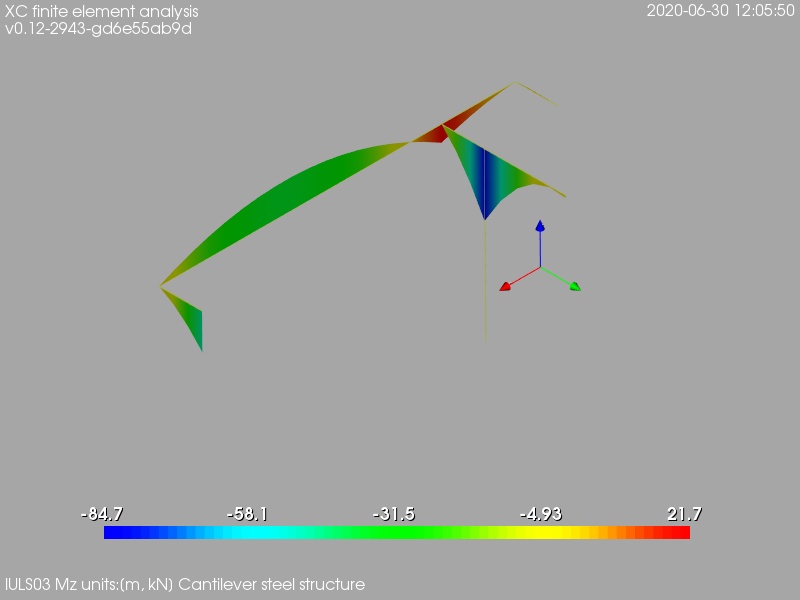 XC finite element analysis
v0.12-2943-gd6e55ab9d
2020-06-30 12:05:50
-84.7 -58.1 -31.5 -4.93 21.7
IULS03 Mz units:[m, kN] Cantilever steel structure